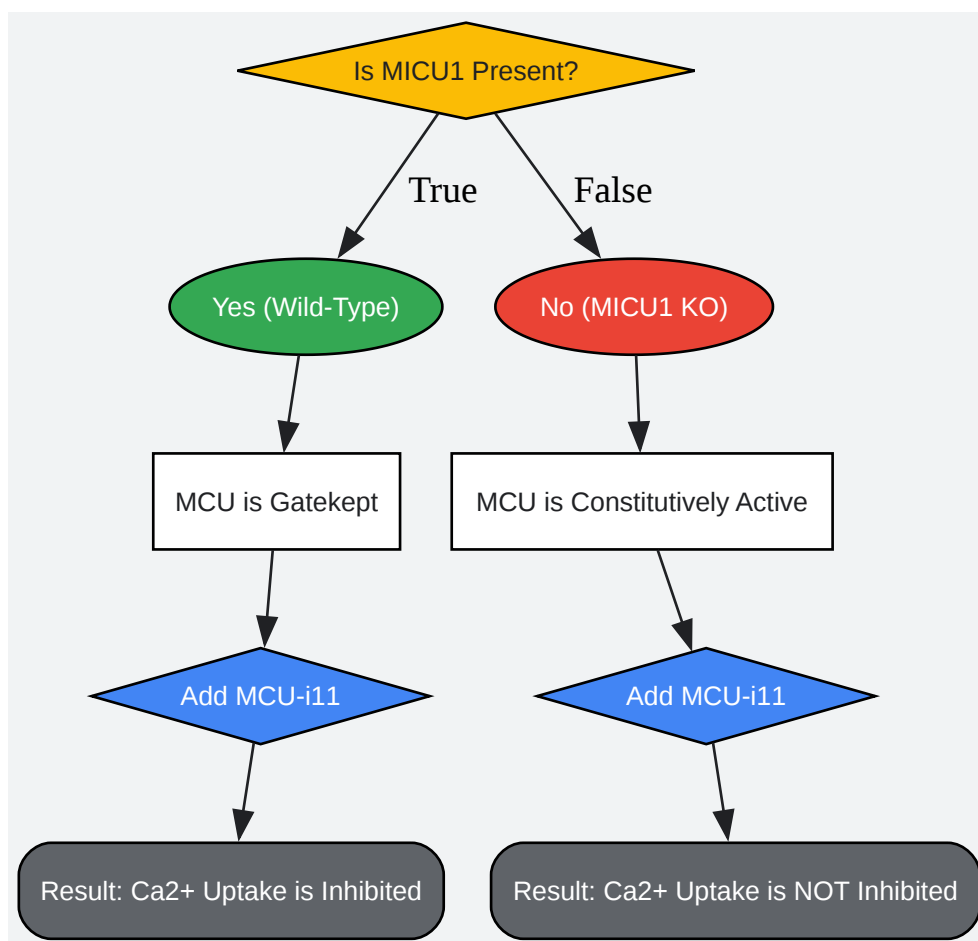 Is MICU1 Present?
True
False
Yes (Wild-Type)
No (MICU1 KO)
MCU is Gatekept
MCU is Constitutively Active
Add MCU-i11
Add MCU-i11
Result: Ca2+ Uptake is Inhibited
Result: Ca2+ Uptake is NOT Inhibited